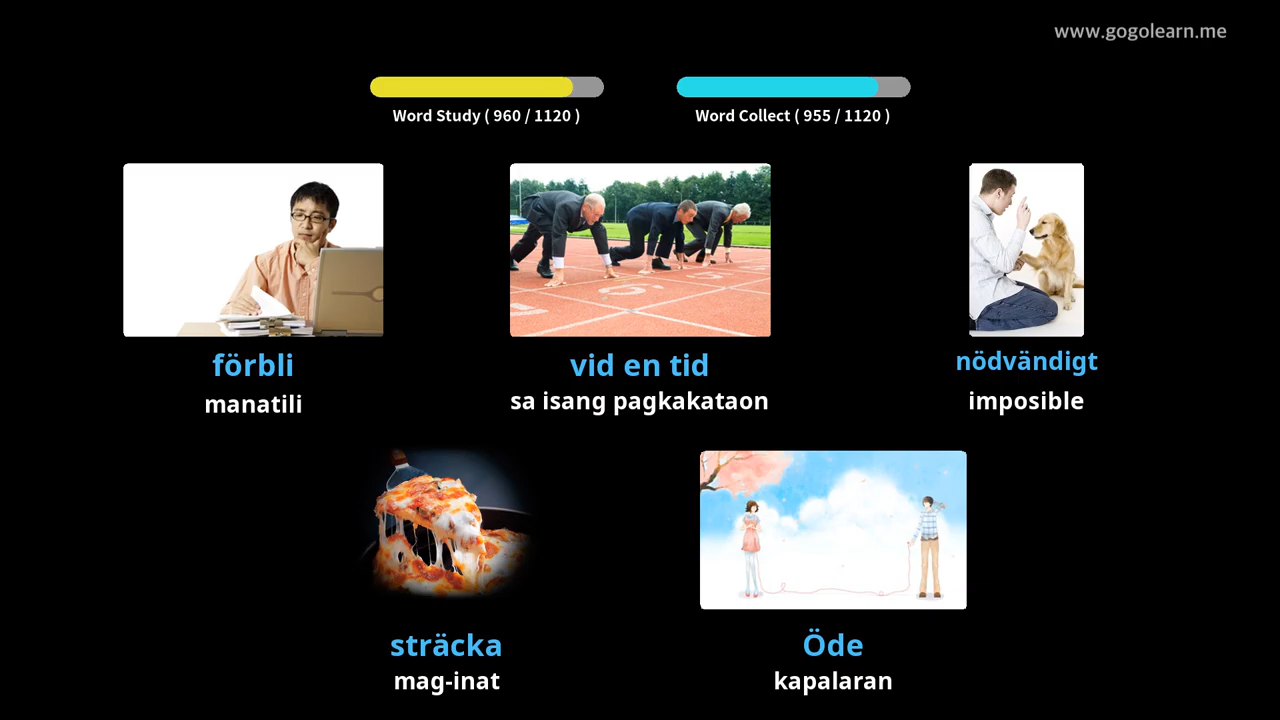 www.gogolearn.me
Word Study ( 960 / 1120 )
Word Collect ( 955 / 1120 )
förbli
manatili
vid en tid
sa isang pagkakataon
nödvändigt
imposible
sträcka
mag-inat
Öde
kapalaran